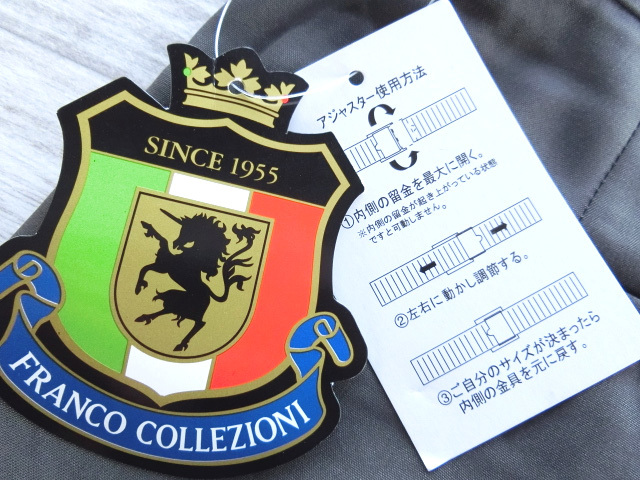 SINCE 1955
FRANCO COLLEZIONI
アジャスター使用方法
①内側の留金を最大に開く。
※内側の留金が起き上がっている状態
ですと可動しません。
②左右に動かし調節する。
③ご自分のサイズが決まったら
内側の金具を元に戻す。